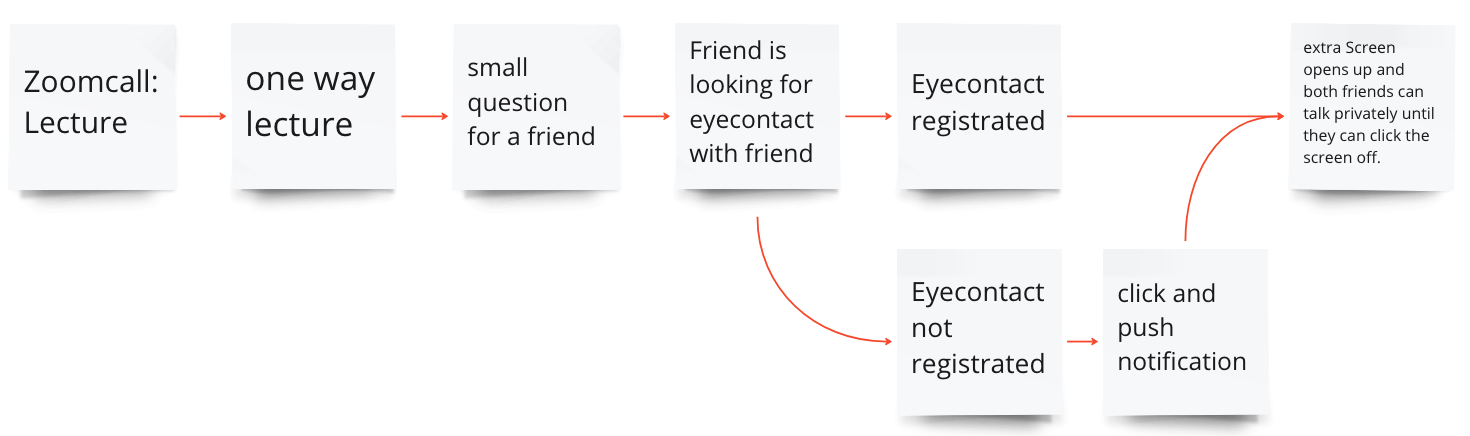 Zoomcall:
Lecture
one way
lecture
small
question
for a friend
Friend is
looking for
eyecontact
with friend
Eyecontact
registrated
extra Screen
opens up and
both friends can
talk privately until
they can click the
screen off.
Eyecontact
not
registrated
click and
push
notification